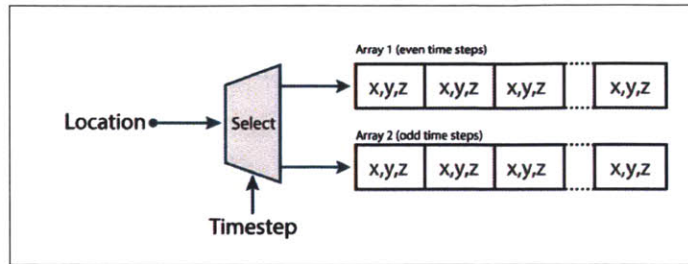 Array 1 (even time steps)
x,y,z x,y,z x,y,z x,y,z
Location
Select
Array 2 (odd time steps)
x,y,z x,y,z x,y,z x,y,z
Timestep